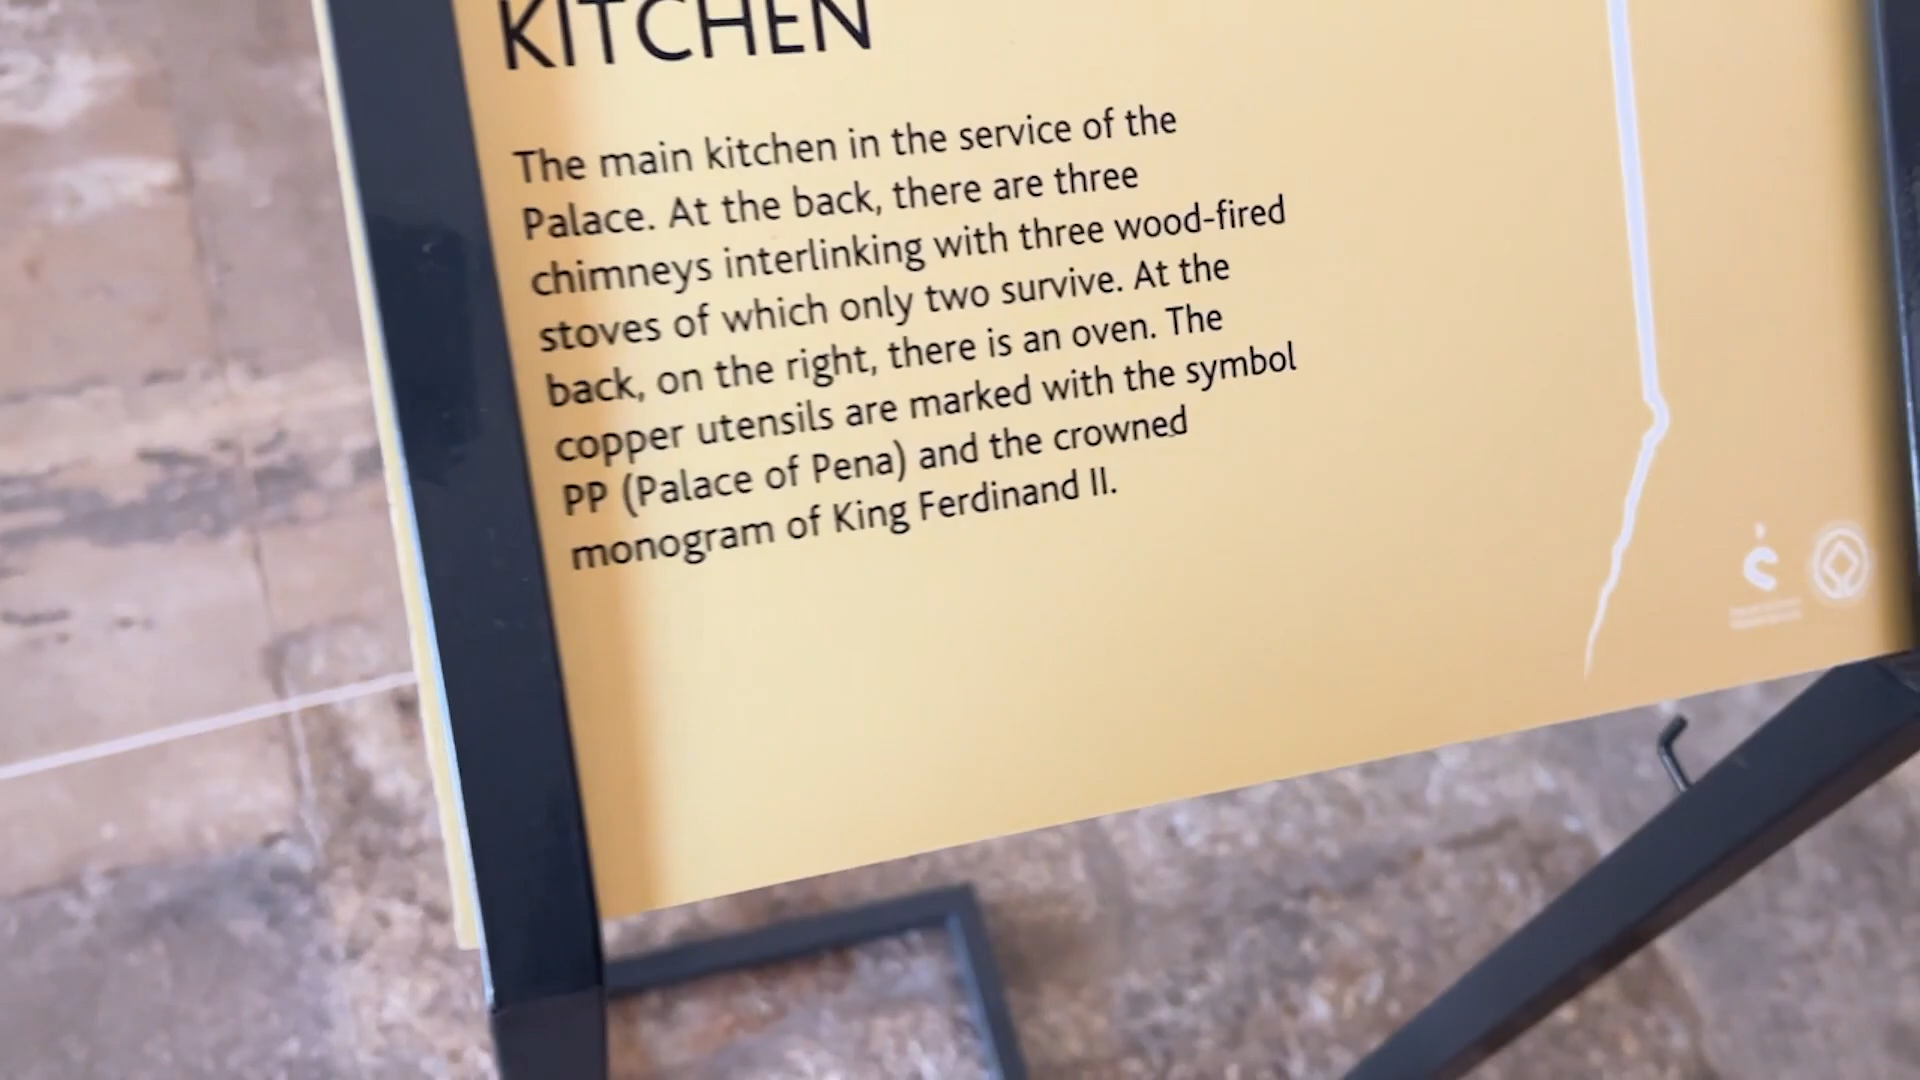 KITCHEN
The main kitchen in the service of the
Palace. At the back, there are three
chimneys interlinking with three wood-fired
stoves of which only two survive. At the
back, on the right, there is an oven. The
copper utensils are marked with the symbol
PP (Palace of Pena) and the crowned
monogram of King Ferdinand II.